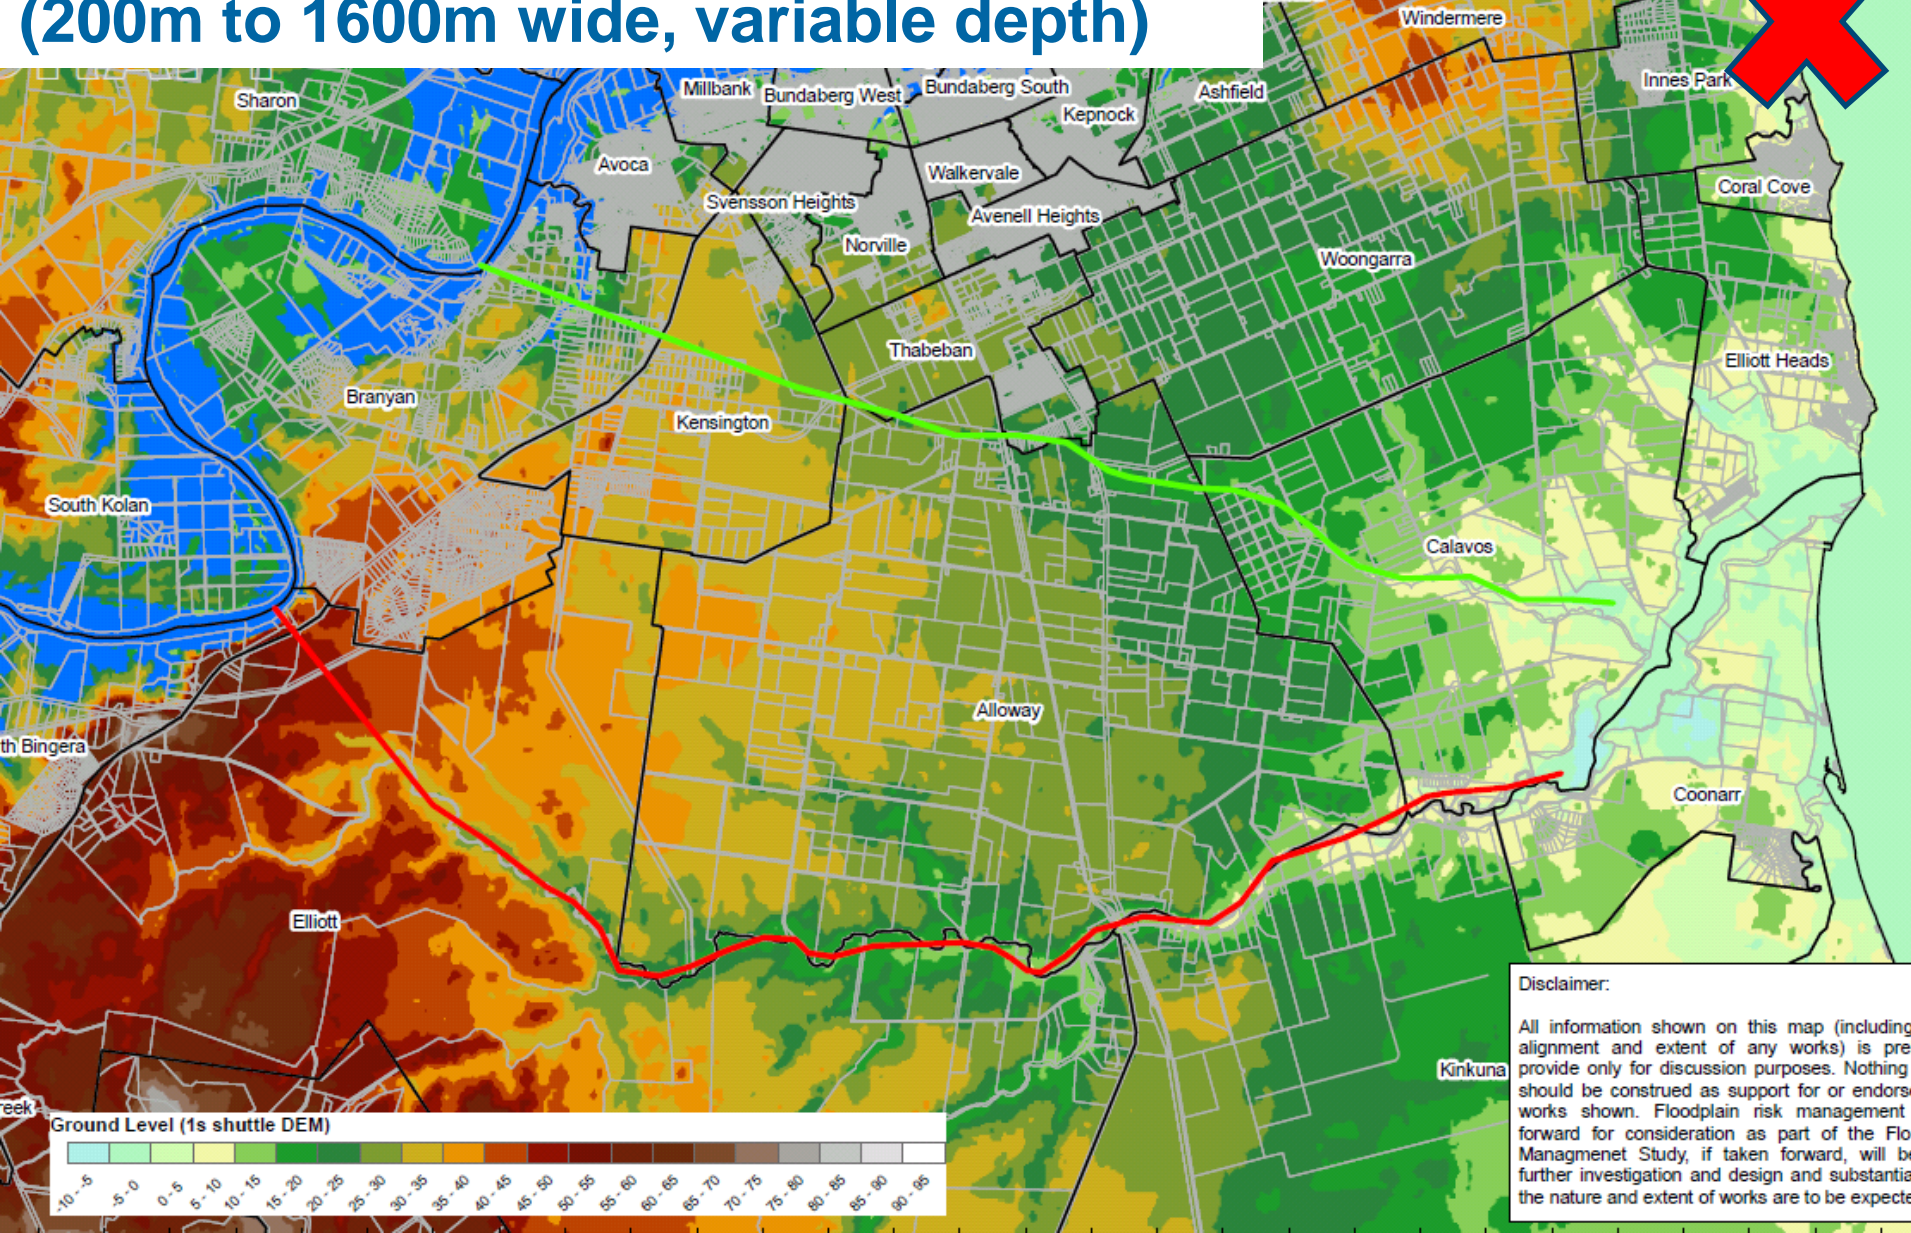 (200m to 1600m wide, variable depth)
Windermere
Innes Park
Sharon
Millbank
Bundaberg West
Bundaberg South
Ashfield
Kepnock
Avoca
Walkervale
Coral Cove
Svensson Heights
Avenell Heights
Norville
Woongarra
Thabeban
Elliott Heads
Branyan
Kensington
South Kolan
Calavos
Alloway
th Bingera
Coonarr
Elliott
Kinkuna
reek
Disclaimer:
All information shown on this map (including
alignment and extent of any works) is pre
provide only for discussion purposes. Nothing
should be construed as support for or endors
works shown. Floodplain risk management
forward for consideration as part of the Flo
Managmenet Study, if taken forward, will be
further investigation and design and substantia
the nature and extent of works are to be expecte
Ground Level (1s shuttle DEM)
-10 - -5
-5 - 0
0 - 5
5 - 10
10 - 15
15 - 20
20 - 25
25 - 30
30 - 35
35 - 40
40 - 45
45 - 50
50 - 55
55 - 60
60 - 65
65 - 70
70 - 75
75 - 80
80 - 85
85 - 90
90 - 95